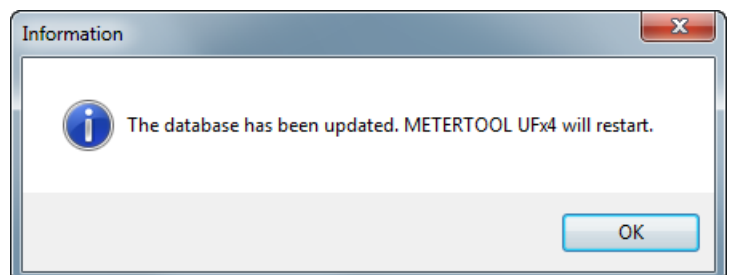 Information
The database has been updated. METERTOOL UFx4 will restart.
OK